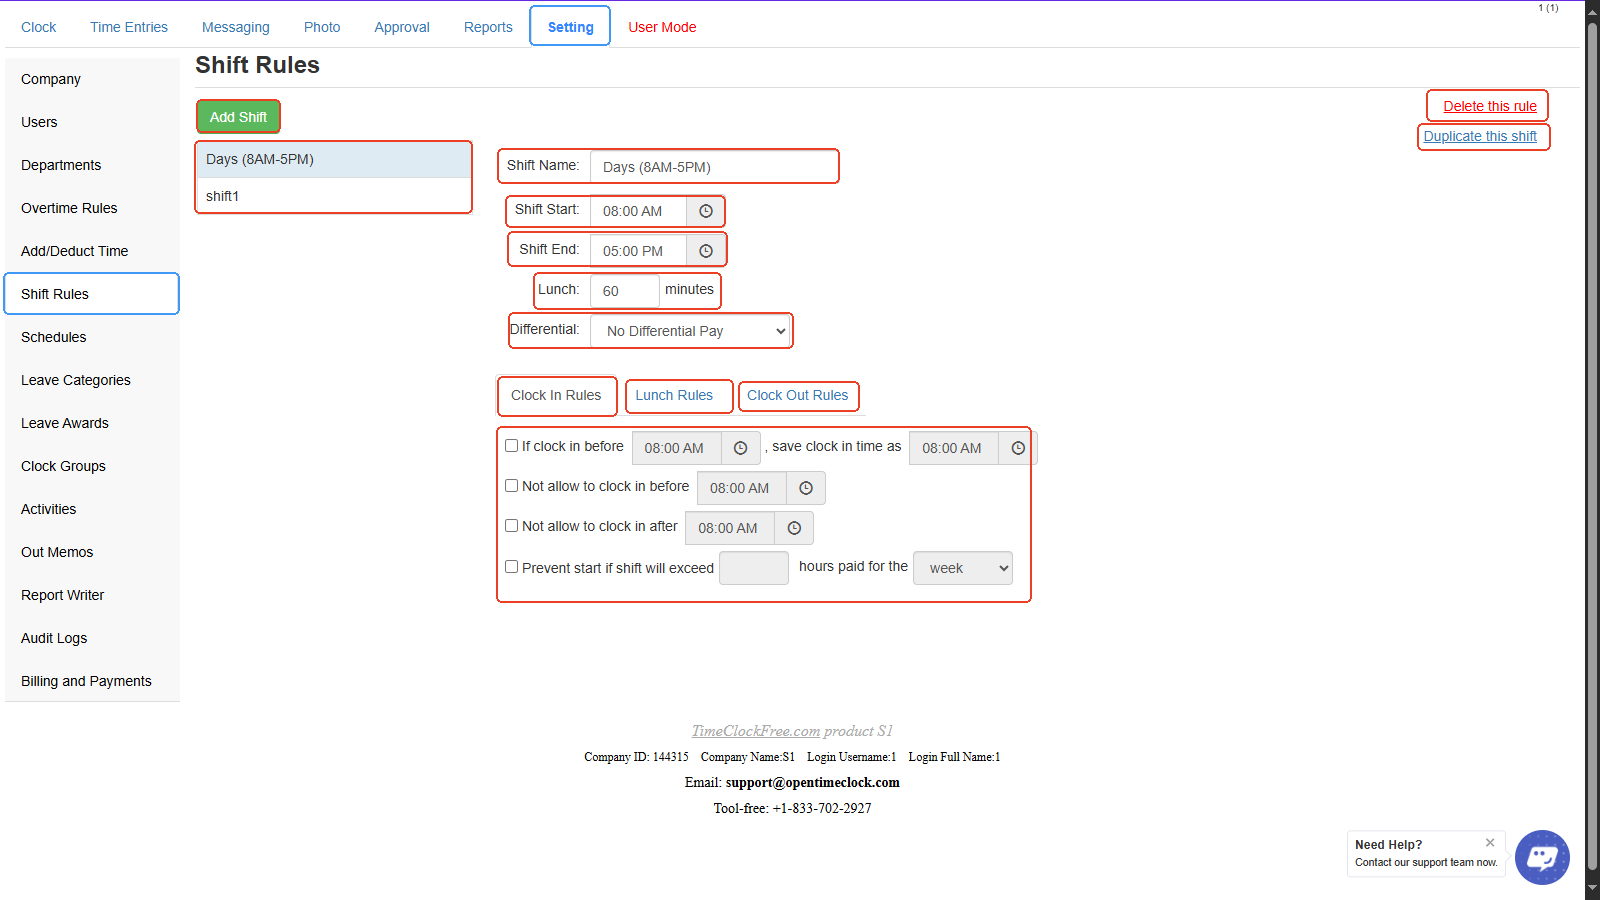 1 (1)
Clock
Time Entries
Messaging
Photo
Approval
Reports
Setting
User Mode
Company
Users
Departments
Overtime Rules
Add/Deduct Time
Shift Rules
Schedules
Leave Categories
Leave Awards
Clock Groups
Activities
Out Memos
Report Writer
Audit Logs
Billing and Payments
Shift Rules
Add Shift
Delete this rule
Duplicate this shift
Days (8AM-5PM)
shift1
Shift Name: Days (8AM-5PM)
Shift Start: 08:00 AM
Shift End: 05:00 PM
Lunch: 60 minutes
Differential: No Differential Pay
Clock In Rules
Lunch Rules
Clock Out Rules
If clock in before 08:00 AM , save clock in time as 08:00 AM
Not allow to clock in before 08:00 AM
Not allow to clock in after 08:00 AM
Prevent start if shift will exceed hours paid for the week
TimeClockFree.com product S1
Company ID: 144315 Company Name:S1 Login Username:1 Login Full Name:1
Email: support@opentimeclock.com
Tool-free: +1-833-702-2927
Need Help?
Contact our support team now.